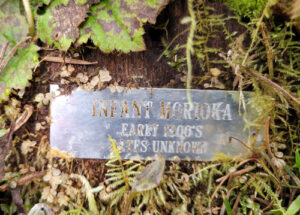 INFANT MORIOKA
EARLY 1900'S
DATES UNKNOWN